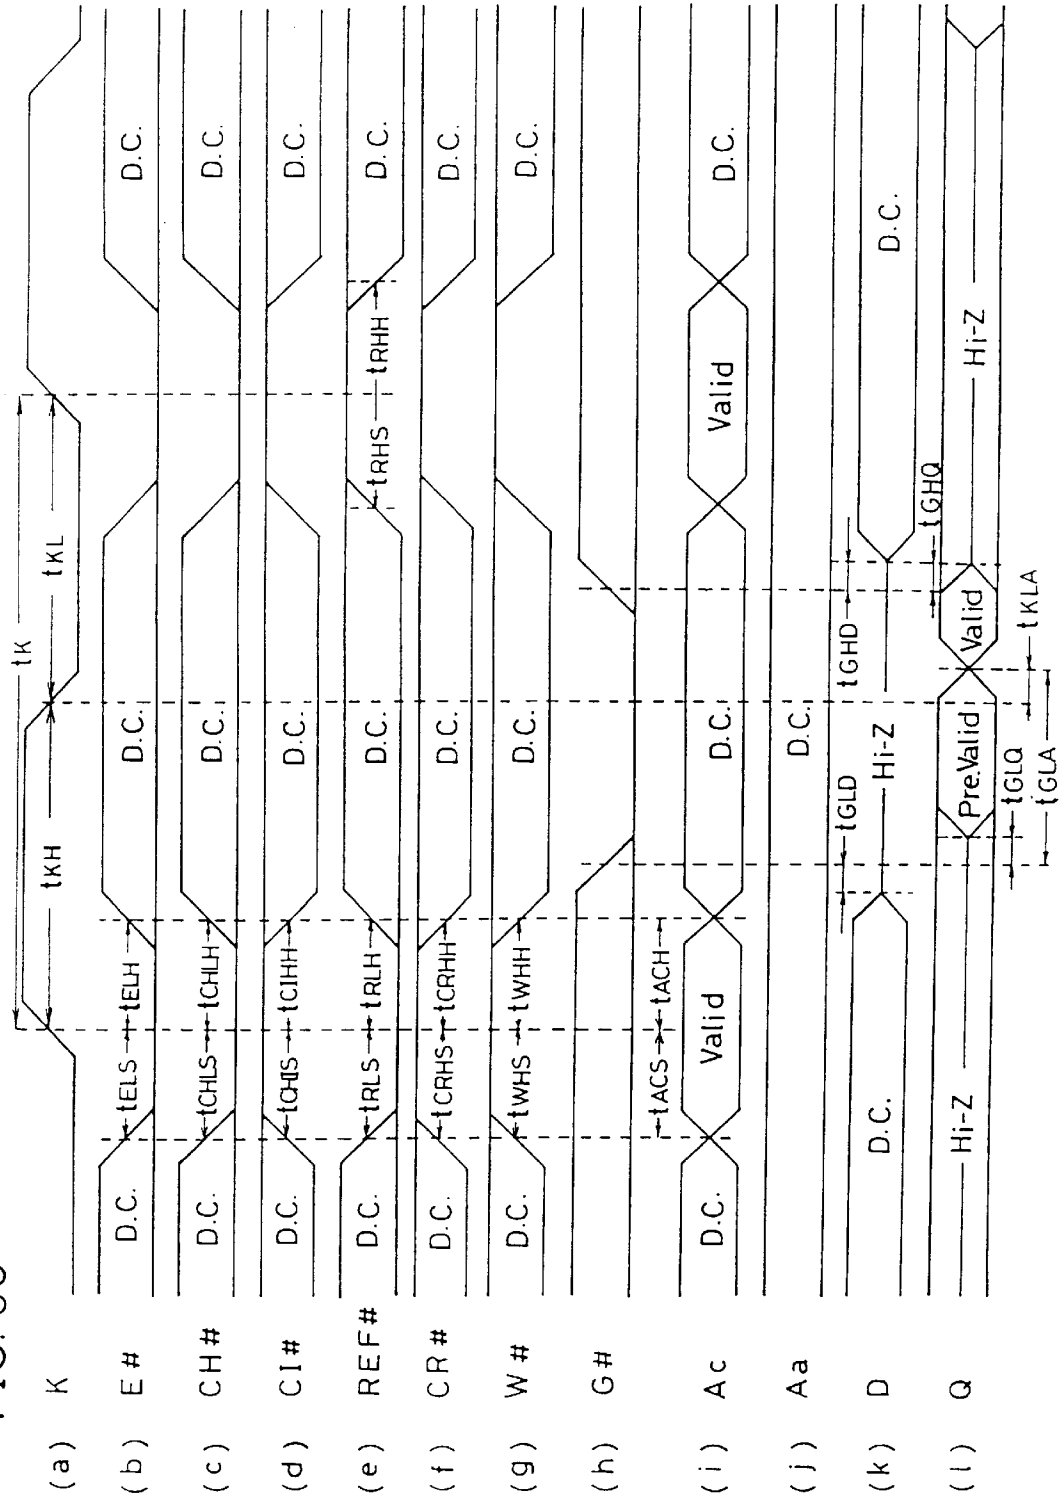 (a) K tK
tKH tKL
(b) E# D.C. tELS tELH D.C. D.C.
(c) CH# D.C. tCHLS tCHLH D.C. D.C.
(d) CI# D.C. tCHIS tCIHH D.C. D.C.
(e) REF# D.C. tRLS tRLH D.C. tRHS tRHH D.C.
(f) CR# D.C. tCRHS tCRHH D.C. D.C.
(g) W# D.C. tWHS tWHH D.C. D.C.
(h) G#
tACS tACH
(i) Ac D.C. Valid D.C. Valid D.C.
(j) Aa D.C.
tGLD tGHD
(k) D D.C. Hi-Z D.C.
tGHQ
(l) Q Hi-Z Pre.Valid Valid Hi-Z
tGLQ tKLA
tGLA